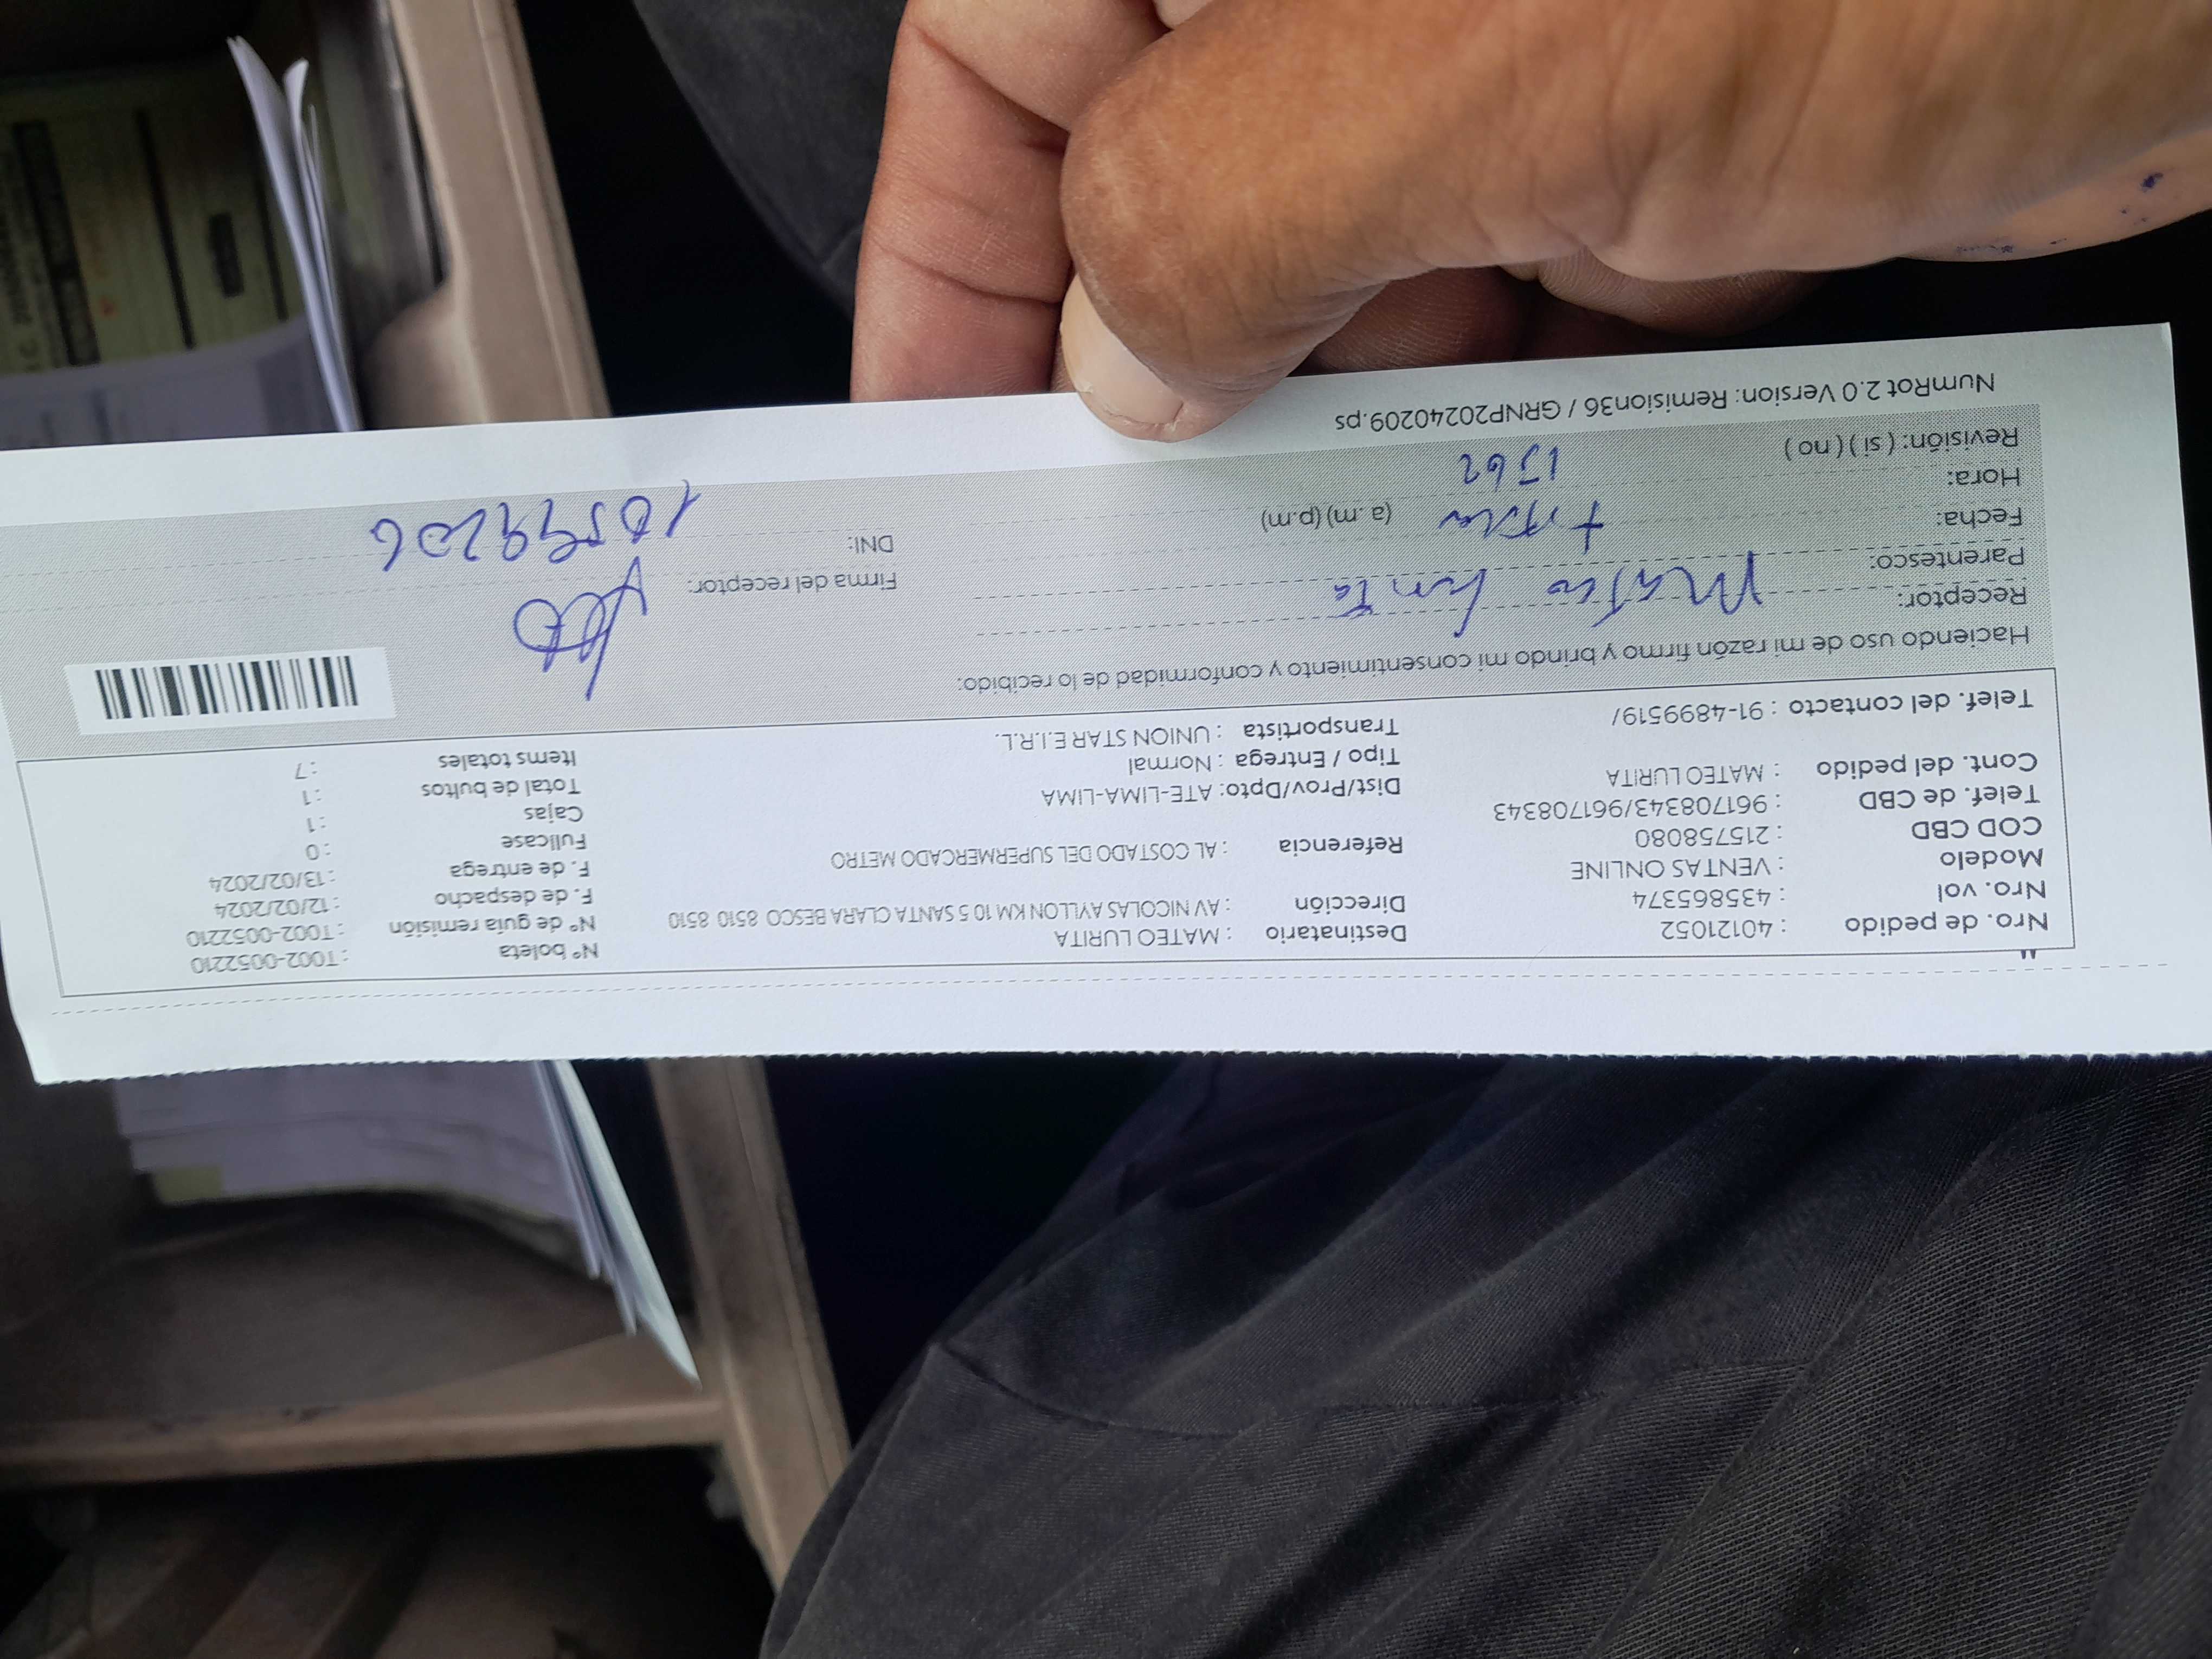 Nro. de pedido : 40121052 Destinatario : MATEO LURITA N° boleta : T002-0052210
Nro. vol : 435865374 Dirección : AV NICOLAS AYLLON KM 10 5 SANTA CLARA BESCO 8510 8510 N° de guía remisión : T002-0052210
Modelo : VENTAS ONLINE F. de despacho : 12/02/2024
COD CBD : 215758080 Referencia : AL COSTADO DEL SUPERMERCADO METRO F. de entrega : 13/02/2024
Telef. de CBD : 961708343/961708343 Fullcase : 0
Cont. del pedido : MATEO LURITA Dist/Prov/Dpto: ATE-LIMA-LIMA Cajas : 1
Tipo / Entrega : Normal Total de bultos : 1
Telef. del contacto : 91-4899519/ Transportista : UNION STAR E.I.R.L. Items totales : 7
Haciendo uso de mi razón firmo y brindo mi consentimiento y conformidad de lo recibido:
Receptor: Mateo Lurita
Parentesco: Firma del receptor:
Fecha: (a.m) (p.m) DNI:
Hora:
Revisión: ( si ) ( no )
NumRot 2.0 Version: Remision36 / GRNP20240209.ps